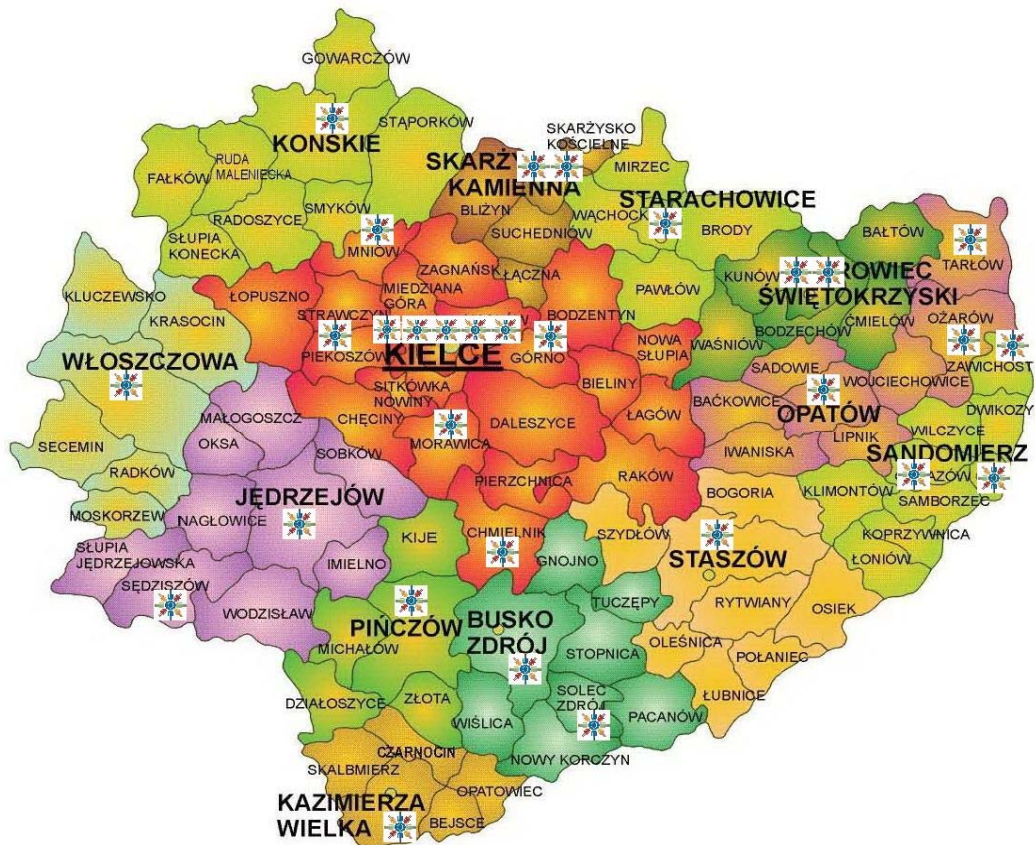 GOWARCZÓW
STĄPORKÓW
KOŃSKIE
RUDA
MALENIECKA
FAŁKÓW
RADOSZYCE
SMYKÓW
SŁUPIA
KONECKA
SKARŻYSKO
KOŚCIELNE
MIRZEC
SKARŻY
KAMIENNA
BLIŻYN
SUCHEDNIÓW
ŁĄCZNA
WĄCHOCK
STARACHOWICE
BRODY
PAWŁÓW
BAŁTÓW
TARŁÓW
KUNÓW
ROWIEC
ŚWIĘTOKRZYSKI
BODZECHÓW
ĆMIELÓW
WAŚNIÓW
OŻARÓW
ZAWICHOST
SADOWIE
WOJCIECHOWICE
BAĆKOWICE
OPATÓW
LIPNIK
IWANISKA
DWIKOZY
WILCZYCE
SANDOMIERZ
SAMBORZEC
KLIMONTÓW
KOPRZYWNICA
ŁONIÓW
MNIÓW
ZAGNAŃSK
MIEDZIANA
GÓRA
ŁOPUSZNO
STRAWCZYN
PIEKOSZÓW
KIELCE
BODZENTYN
GÓRNO
NOWA
SŁUPIA
BIELINY
ŁAGÓW
SITKÓWKA
NOWINY
CHĘCINY
MORAWICA
DALESZYCE
PIERZCHNICA
RAKÓW
CHMIELNIK
KLUCZEWSKO
KRASOCIN
WŁOSZCZOWA
SECEMIN
RADKÓW
MOSKORZEW
MAŁOGOSZCZ
OKSA
SOBKÓW
JĘDRZEJÓW
NAGŁOWICE
SŁUPIA
JĘDRZEJOWSKA
SĘDZISZÓW
IMIELNO
WODZISŁAW
KIJE
PIŃCZÓW
MICHAŁÓW
DZIAŁOSZYCE
ZŁOTA
BOGORIA
SZYDŁÓW
STASZÓW
RYTWIANY
OSIEK
OLEŚNICA
POŁANIEC
ŁUBNICE
GNOJNO
BUSKO
ZDRÓJ
TUCZĘPY
STOPNICA
SOLEC
ZDRÓJ
WIŚLICA
PACANÓW
NOWY KORCZYN
CZARNOCIN
SKALBMIERZ
OPATOWIEC
KAZIMIERZA
WIELKA
BEJSCE